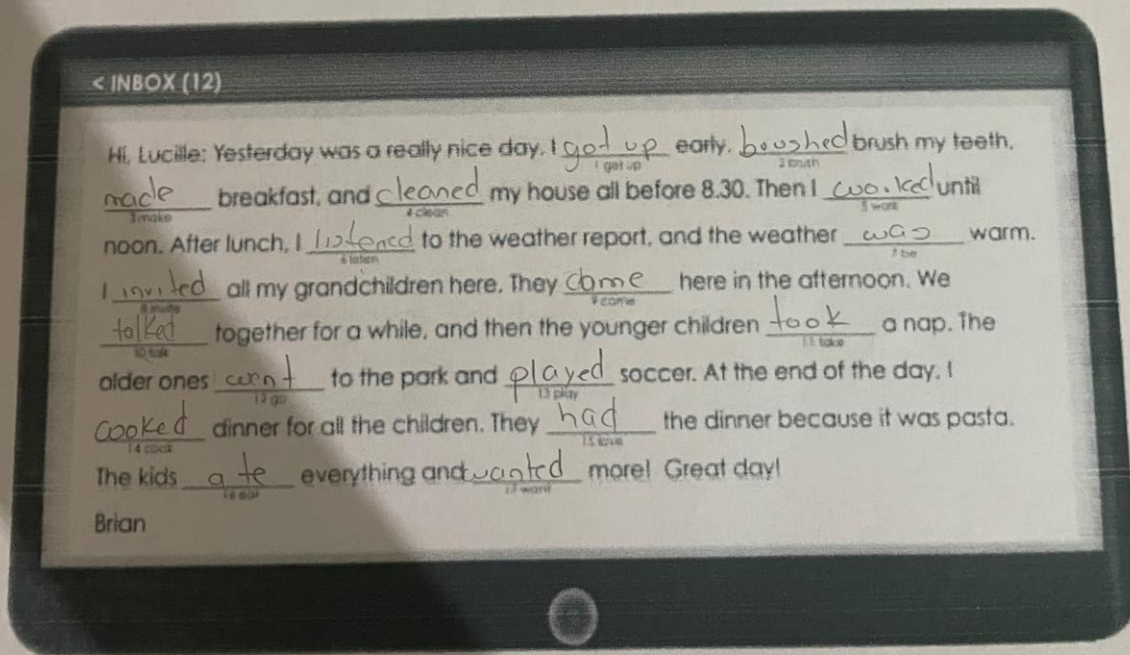 < INBOX (12)
Hi, Lucille: Yesterday was a really nice day. I got up early. boushed brush my teeth,
1 get up 2 brush
made breakfast, and cleaned my house all before 8.30. Then I wo.ked until
3 make 4 clean 5 work
noon. After lunch, I listened to the weather report, and the weather was warm.
6 listen 7 be
I invited all my grandchildren here. They come here in the afternoon. We
8 invite 9 come
talked together for a while, and then the younger children took a nap. The
10 talk 11 take
older ones went to the park and played soccer. At the end of the day, I
12 go 13 play
cooked dinner for all the children. They had the dinner because it was pasta.
14 cook 15 love
The kids ate everything and wanted more! Great day!
16 eat 17 want
Brian